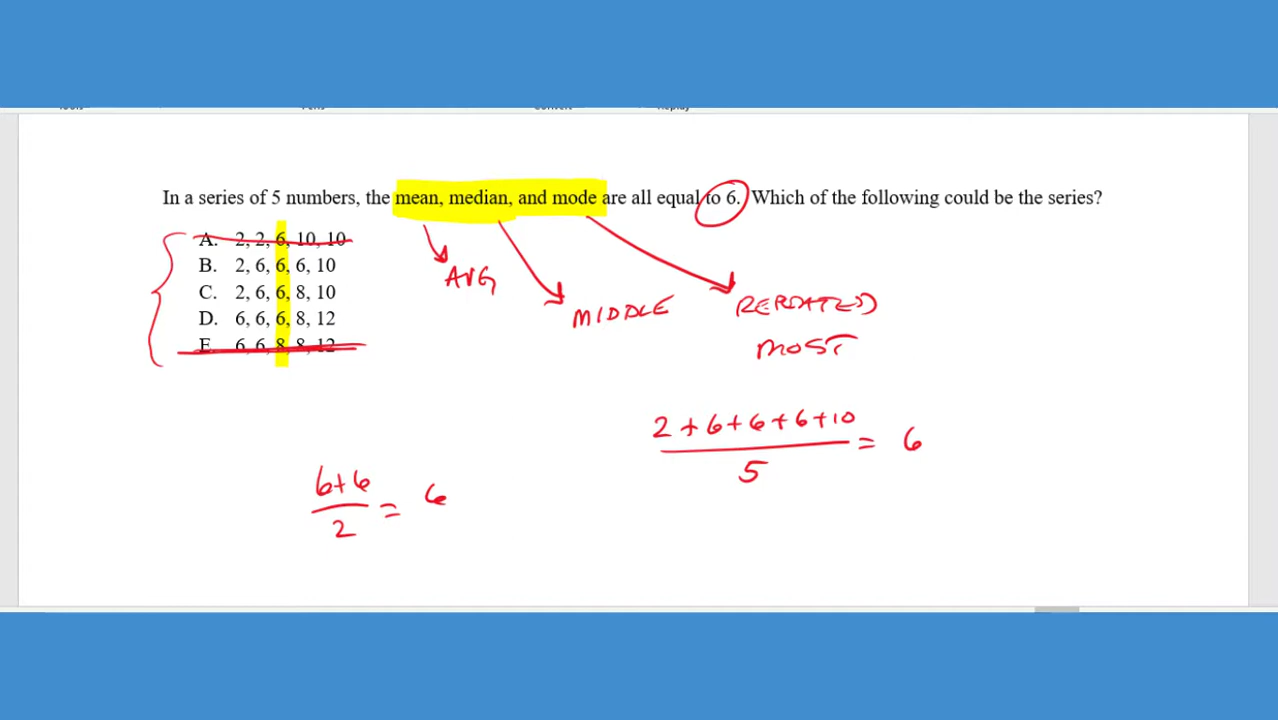 In a series of 5 numbers, the mean, median, and mode are all equal to 6. Which of the following could be the series?
A. 2, 2, 6, 10, 10
B. 2, 6, 6, 6, 10
C. 2, 6, 6, 8, 10
D. 6, 6, 6, 8, 12
E. 6, 6, 8, 8, 12
AVG
MIDDLE
REPEATED
MOST
2+6+6+6+10
5
= 6
6+6
2
= 6